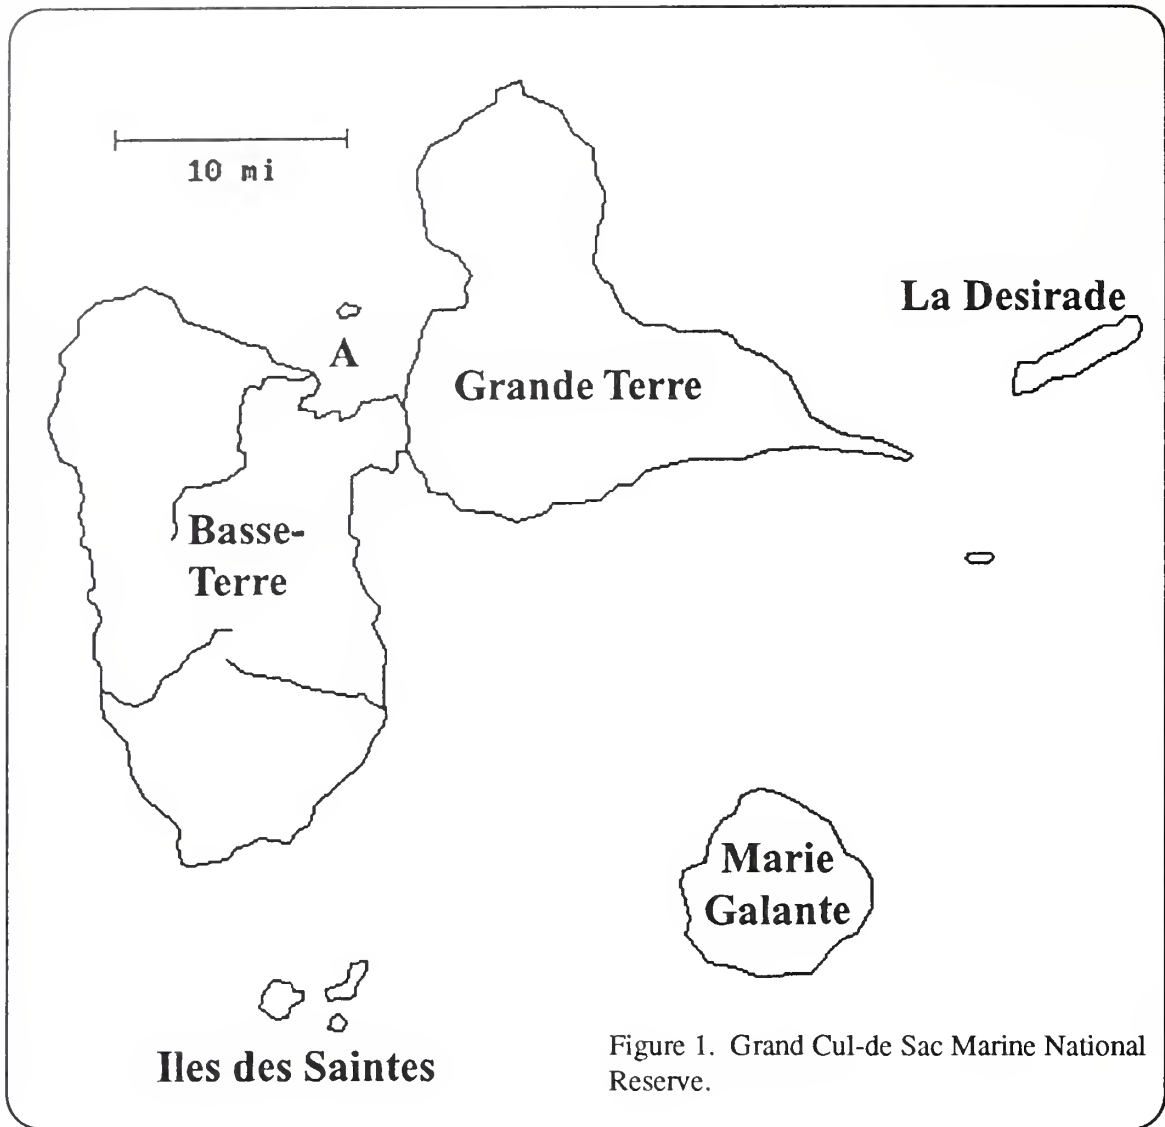 10 mi
La Desirade
A
Grande Terre
Basse-
Terre
Marie
Galante
Iles des Saintes
Figure 1. Grand Cul-de Sac Marine National
Reserve.